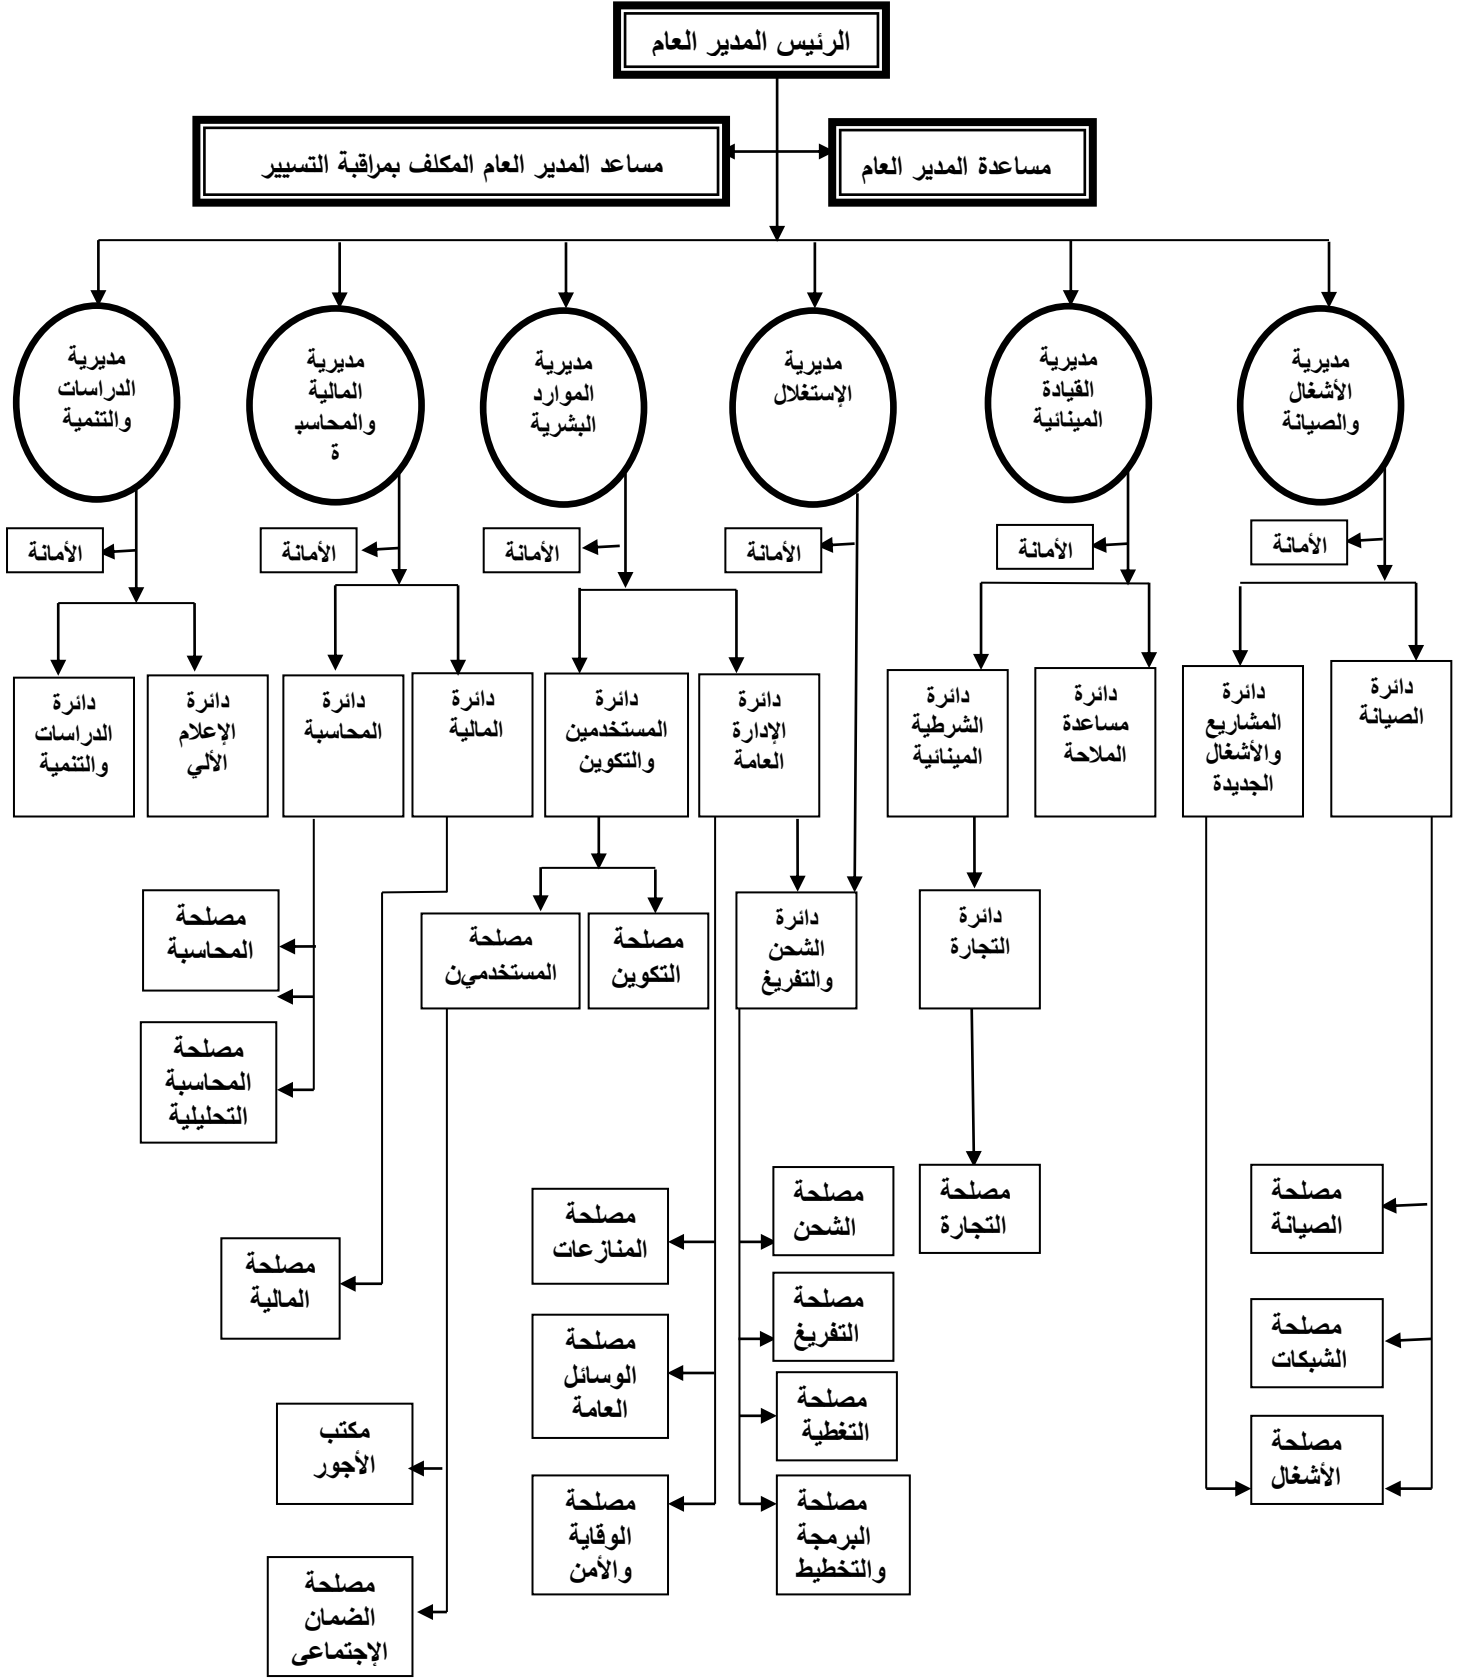 الرئيس المدير العام
مساعدة المدير العام
مساعد المدير العام المكلف بمراقبة التسيير
مديرية
الأشغال
والصيانة
مديرية
القيادة
المينائية
مديرية
الإستغلال
مديرية
الموارد
البشرية
مديرية
المالية
والمحاسبـ
ة
مديرية
الدراسات
والتنمية
الأمانة
الأمانة
الأمانة
الأمانة
الأمانة
الأمانة
دائرة
الصيانة
دائرة
المشاريع
والأشغال
الجديدة
دائرة
مساعدة
الملاحة
دائرة
الشرطية
المينائية
دائرة
الإدارة
العامة
دائرة
المستخدمين
والتكوين
دائرة
المالية
دائرة
المحاسبة
دائرة
الإعلام
الألي
دائرة
الدراسات
والتنمية
دائرة
التجارة
دائرة
الشحن
والتفريغ
مصلحة
التكوين
مصلحة
المستخدمين
مصلحة
المحاسبة
مصلحة
المحاسبة
التحليلية
مصلحة
الصيانة
مصلحة
التجارة
مصلحة
الشحن
مصلحة
المنازعات
مصلحة
المالية
مصلحة
الشبكات
مصلحة
التفريغ
مصلحة
الوسائل
العامة
مصلحة
التغطية
مكتب
الأجور
مصلحة
الأشغال
مصلحة
البرمجة
والتخطيط
مصلحة
الوقاية
والأمن
مصلحة
الضمان
الإجتماعى